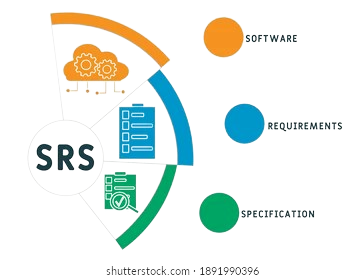 SOFTWARE
SRS
REQUIREMENTS
SPECIFICATION
shutterstock.com · 1891990396